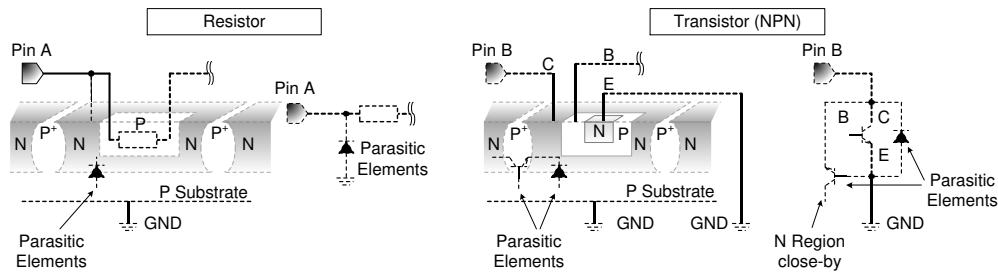 Resistor
Transistor (NPN)
Pin A
Pin B
Pin B
C
B
E
Pin A
P
P+
N
N
P+
N
Parasitic
Elements
P+
N
N
N
P
N
P+
N
B
C
E
P Substrate
GND
Parasitic
Elements
P Substrate
GND
GND
Parasitic
Elements
GND
Parasitic
Elements
N Region
close-by